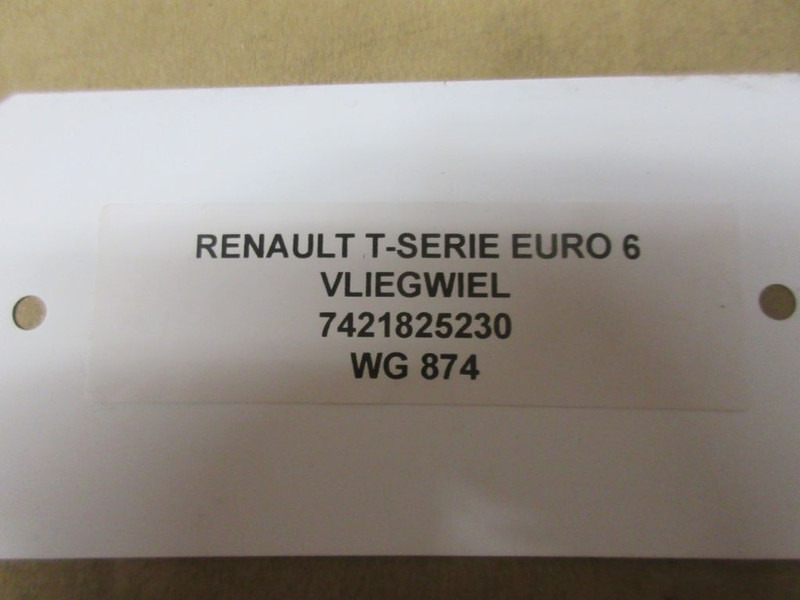 RENAULT T-SERIE EURO 6
VLIEGWIEL
7421825230
WG 874